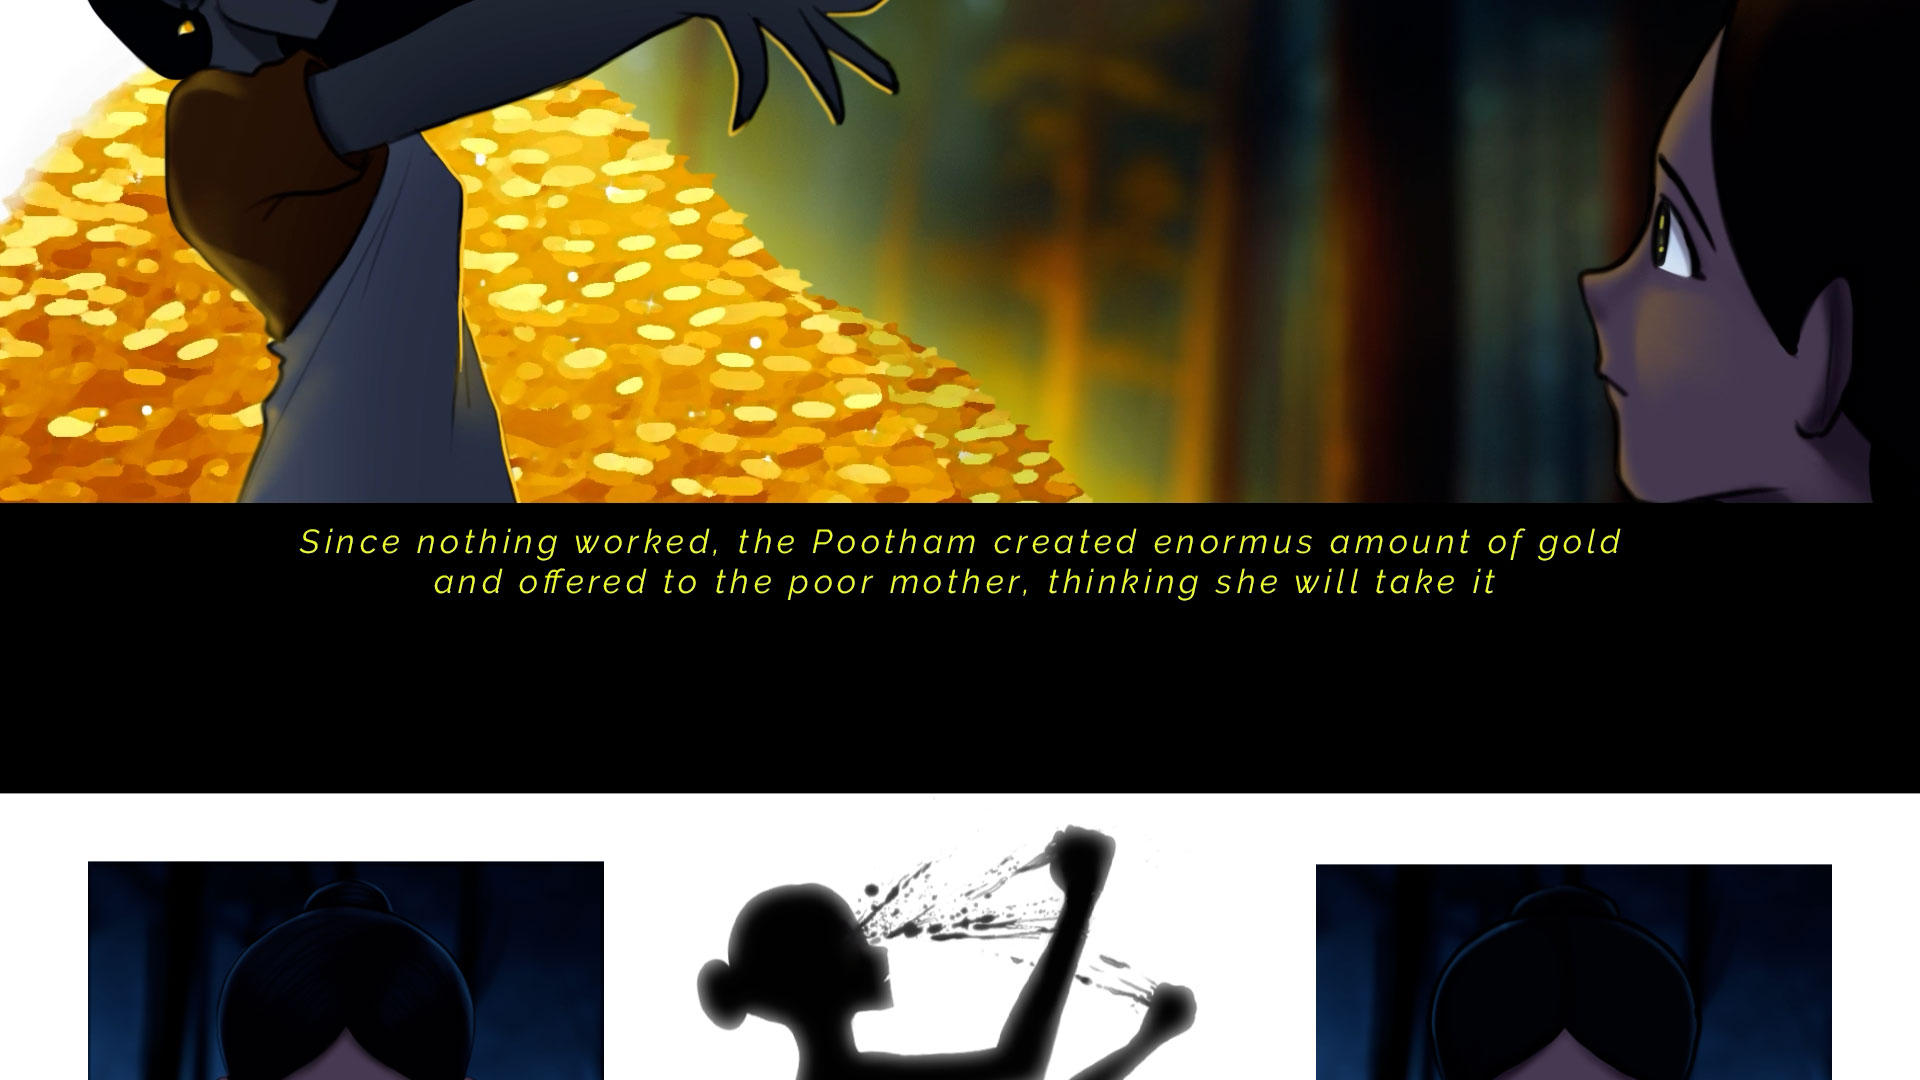 Since nothing worked, the Pootham created enormus amount of gold
and offered to the poor mother, thinking she will take it